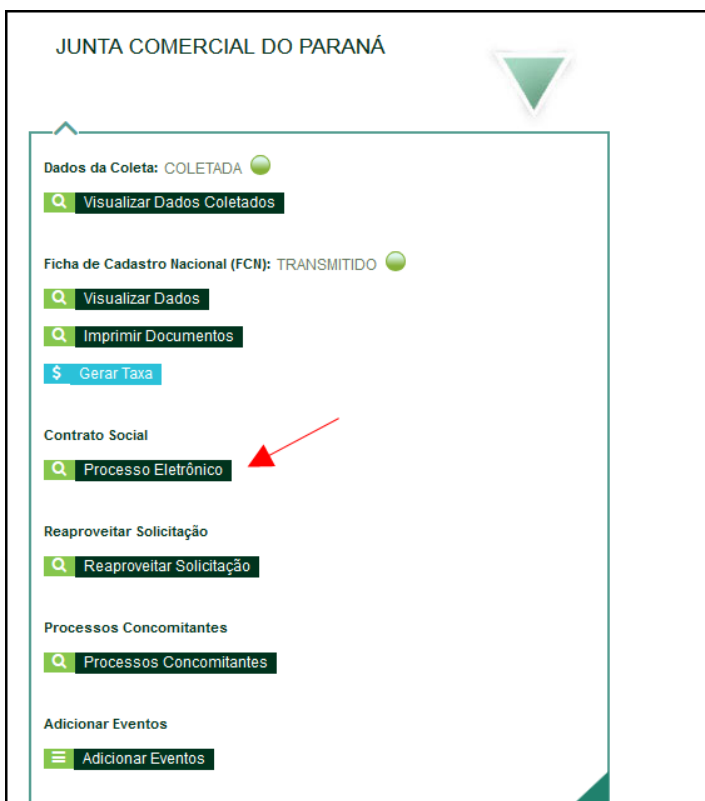 JUNTA COMERCIAL DO PARANÁ
Dados da Coleta: COLETADA
Visualizar Dados Coletados
Ficha de Cadastro Nacional (FCN): TRANSMITIDO
Visualizar Dados
Imprimir Documentos
$ Gerar Taxa
Contrato Social
Processo Eletrônico
Reaproveitar Solicitação
Reaproveitar Solicitação
Processos Concomitantes
Processos Concomitantes
Adicionar Eventos
Adicionar Eventos